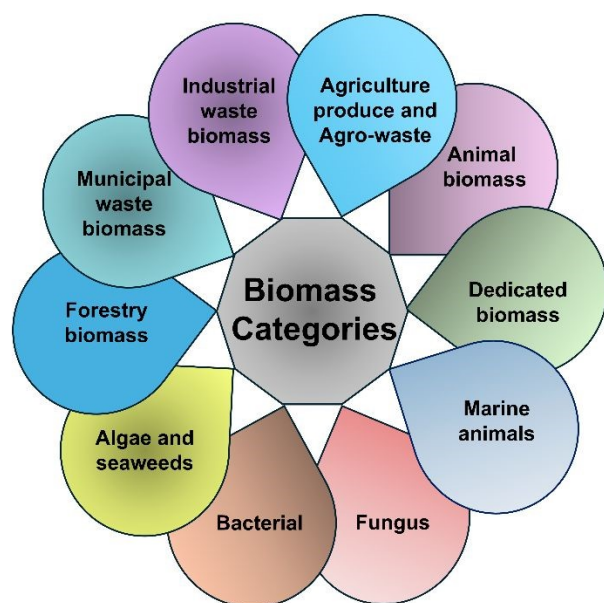 Biomass
Categories
Agriculture
produce and
Agro-waste
Animal
biomass
Dedicated
biomass
Marine
animals
Fungus
Bacterial
Algae and
seaweeds
Forestry
biomass
Municipal
waste
biomass
Industrial
waste
biomass